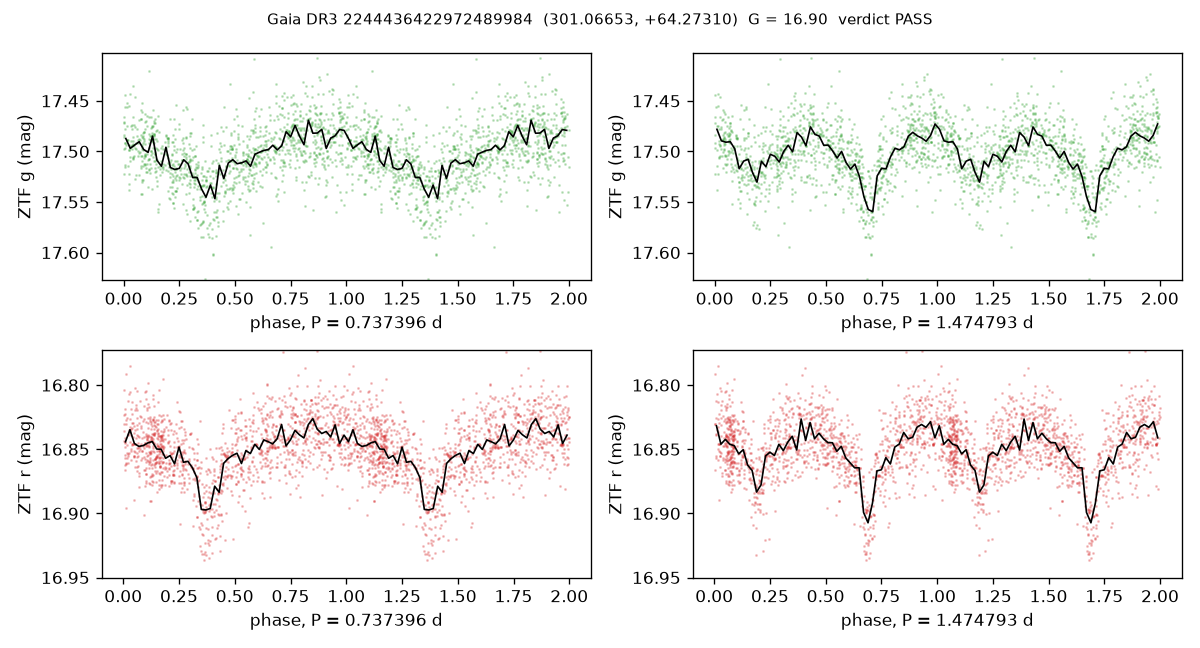 Gaia DR3 2244436422972489984 (301.06653, +64.27310) G = 16.90 verdict PASS
ZTF g (mag)
17.45
17.50
17.55
17.60
0.00 0.25 0.50 0.75 1.00 1.25 1.50 1.75 2.00
phase, P = 0.737396 d
ZTF g (mag)
17.45
17.50
17.55
17.60
0.00 0.25 0.50 0.75 1.00 1.25 1.50 1.75 2.00
phase, P = 1.474793 d
ZTF r (mag)
16.80
16.85
16.90
16.95
0.00 0.25 0.50 0.75 1.00 1.25 1.50 1.75 2.00
phase, P = 0.737396 d
ZTF r (mag)
16.80
16.85
16.90
16.95
0.00 0.25 0.50 0.75 1.00 1.25 1.50 1.75 2.00
phase, P = 1.474793 d